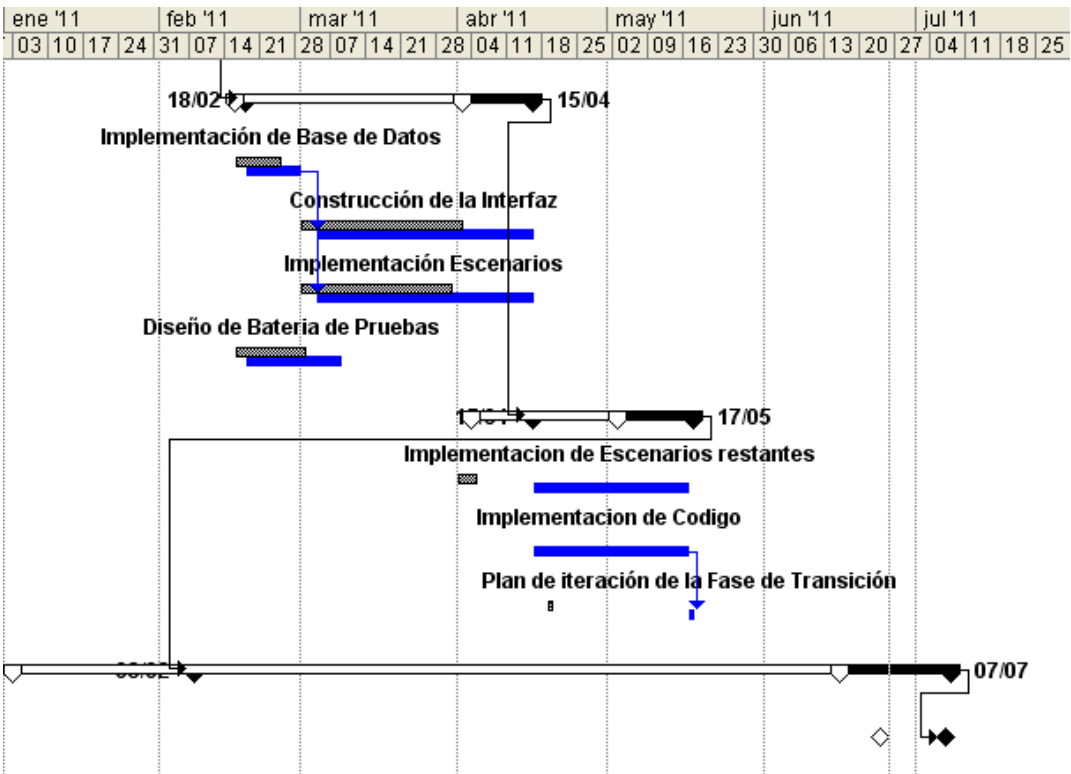 ene '11 feb '11 mar '11 abr '11 may '11 jun '11 jul '11
03 10 17 24 31 07 14 21 28 07 14 21 28 04 11 18 25 02 09 16 23 30 06 13 20 27 04 11 18 25
18/02 15/04
Implementación de Base de Datos
Construcción de la Interfaz
Implementación Escenarios
Diseño de Bateria de Pruebas
17/05
Implementacion de Escenarios restantes
Implementacion de Codigo
Plan de iteración de la Fase de Transición
07/07